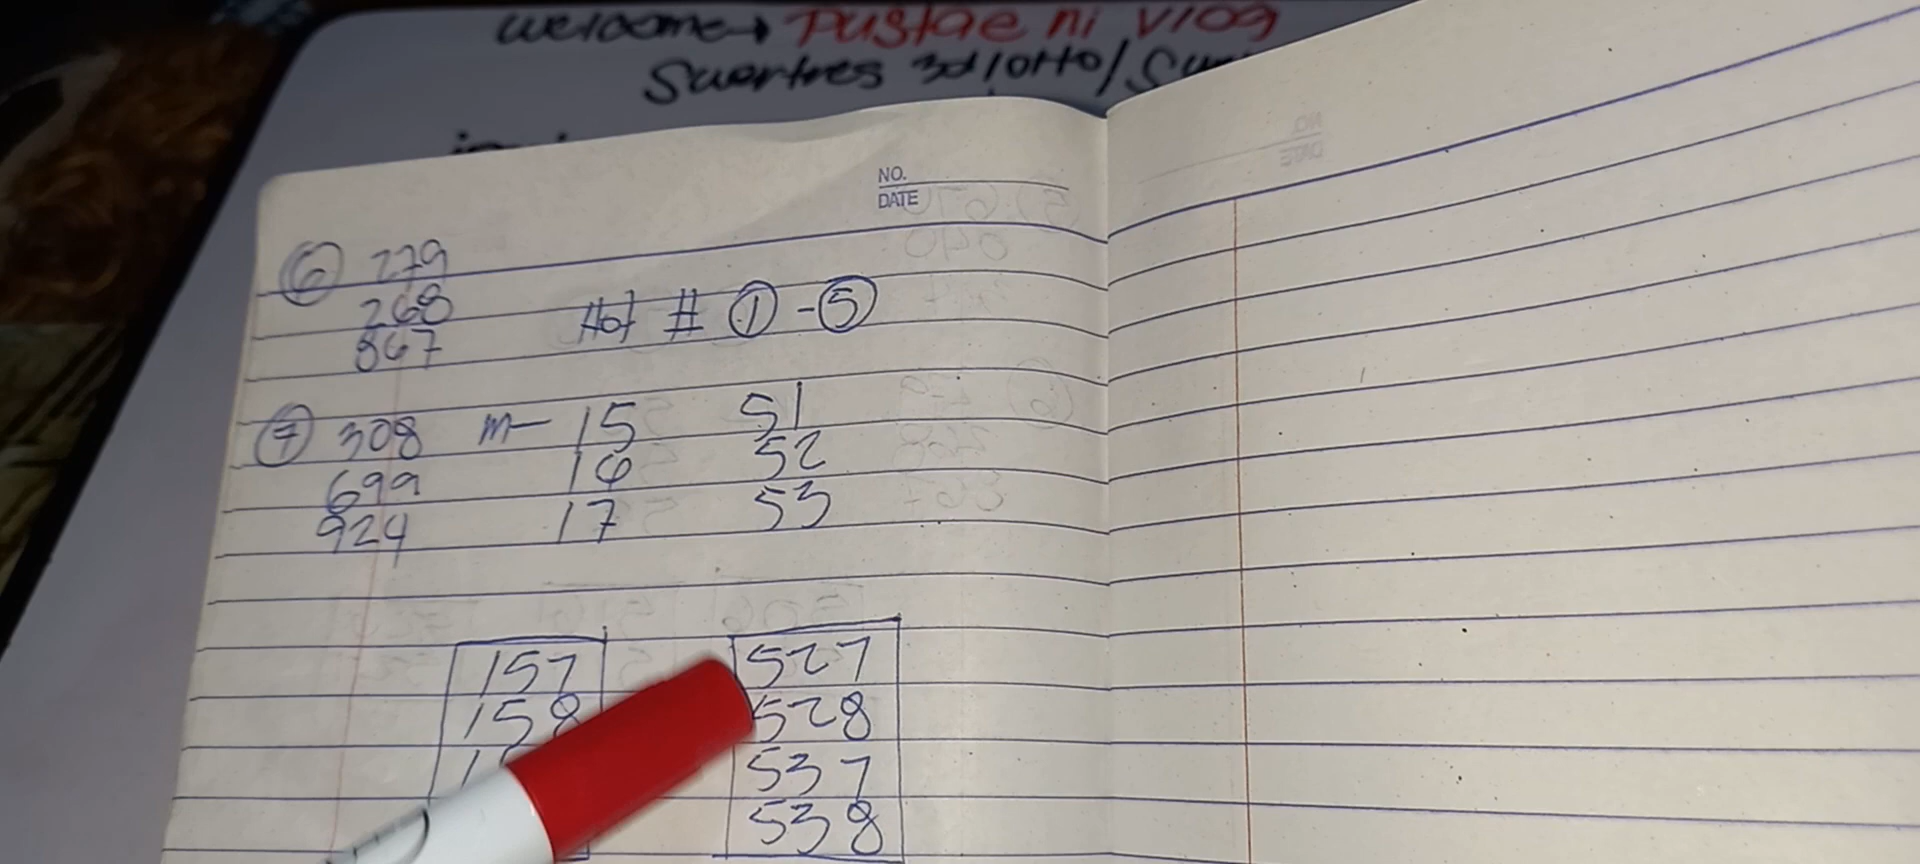 welcome→ Pustae ni vlog
Suertres 3d lotto/
NO.
DATE
6 279
268
867
Hot # 1 - 5
7 308 m- 15 51
699 16 52
924 17 53
157 527
158 528
537
538